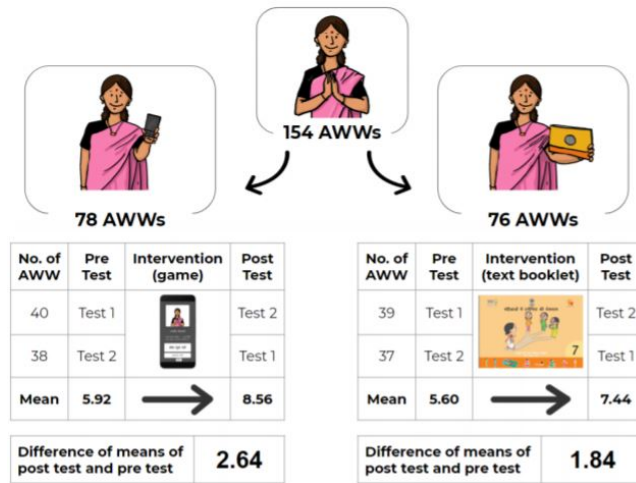 154 AWWs
78 AWWs
76 AWWs
No. of AWW Pre Test Intervention (game) Post Test
40 Test 1 Test 2
38 Test 2 Test 1
Mean 5.92 8.56
Difference of means of post test and pre test 2.64
No. of AWW Pre Test Intervention (text booklet) Post Test
39 Test 1 Test 2
37 Test 2 7 Test 1
Mean 5.60 7.44
Difference of means of post test and pre test 1.84